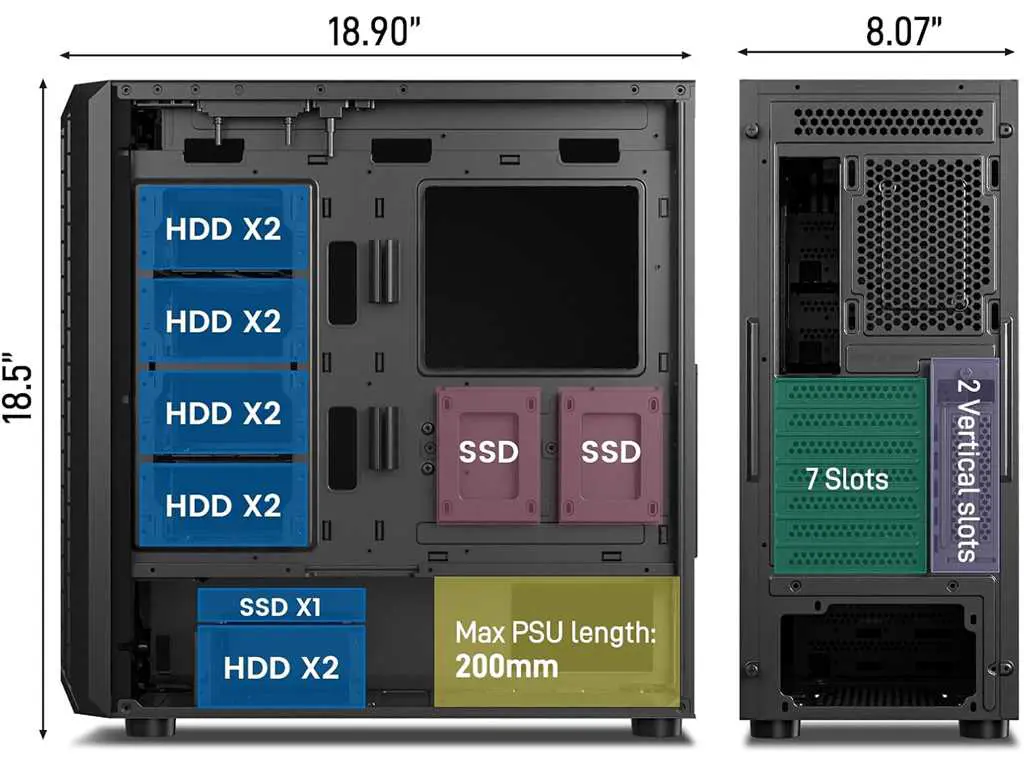 18.90”
8.07”
18.5”
HDD X2
HDD X2
HDD X2
HDD X2
SSD
SSD
SSD X1
HDD X2
Max PSU length:
200mm
7 Slots
2 Vertical slots